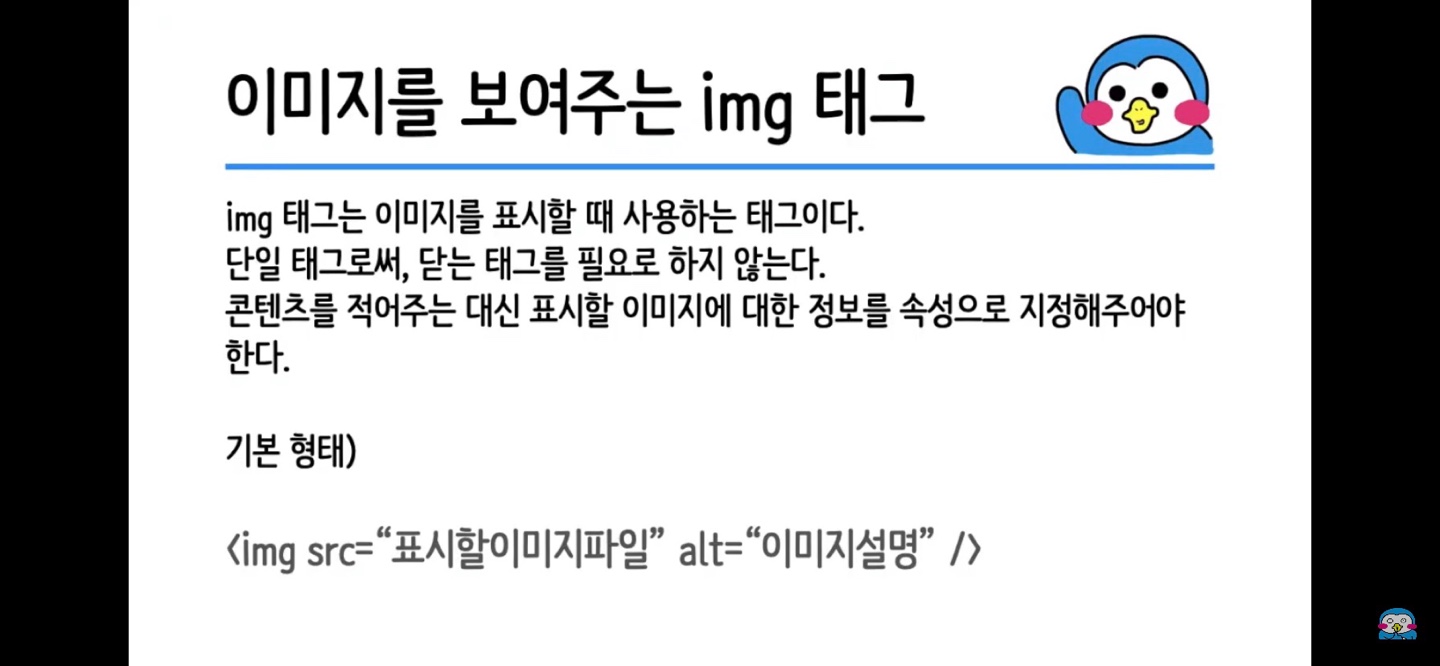 이미지를 보여주는 img 태그
img 태그는 이미지를 표시할 때 사용하는 태그이다.
단일 태그로써, 닫는 태그를 필요로 하지 않는다.
콘텐츠를 적어주는 대신 표시할 이미지에 대한 정보를 속성으로 지정해주어야
한다.
기본 형태)
<img src=“표시할이미지파일” alt=“이미지설명” />